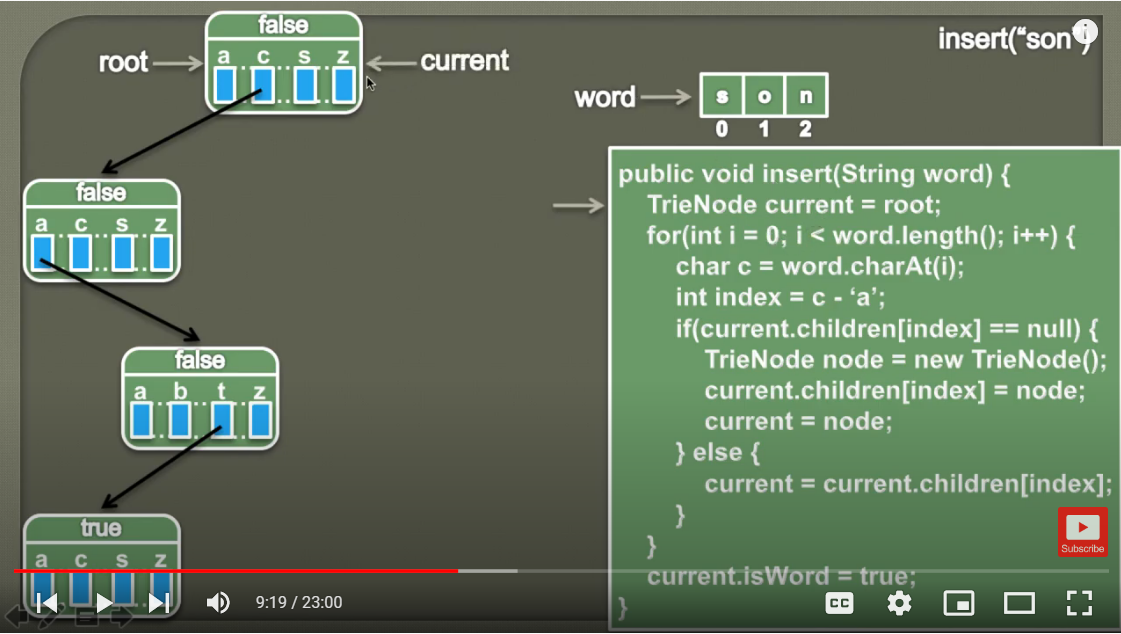 false
insert("son")
root
a c s z
current
word
s o n
0 1 2
false
a c s z
public void insert(String word) {
TrieNode current = root;
for(int i = 0; i < word.length(); i++) {
char c = word.charAt(i);
int index = c - ‘a’;
if(current.children[index] == null) {
TrieNode node = new TrieNode();
current.children[index] = node;
current = node;
} else {
current = current.children[index];
}
}
current.isWord = true;
}
false
a b t z
true
a c s z
Subscribe
9:19 / 23:00
CC